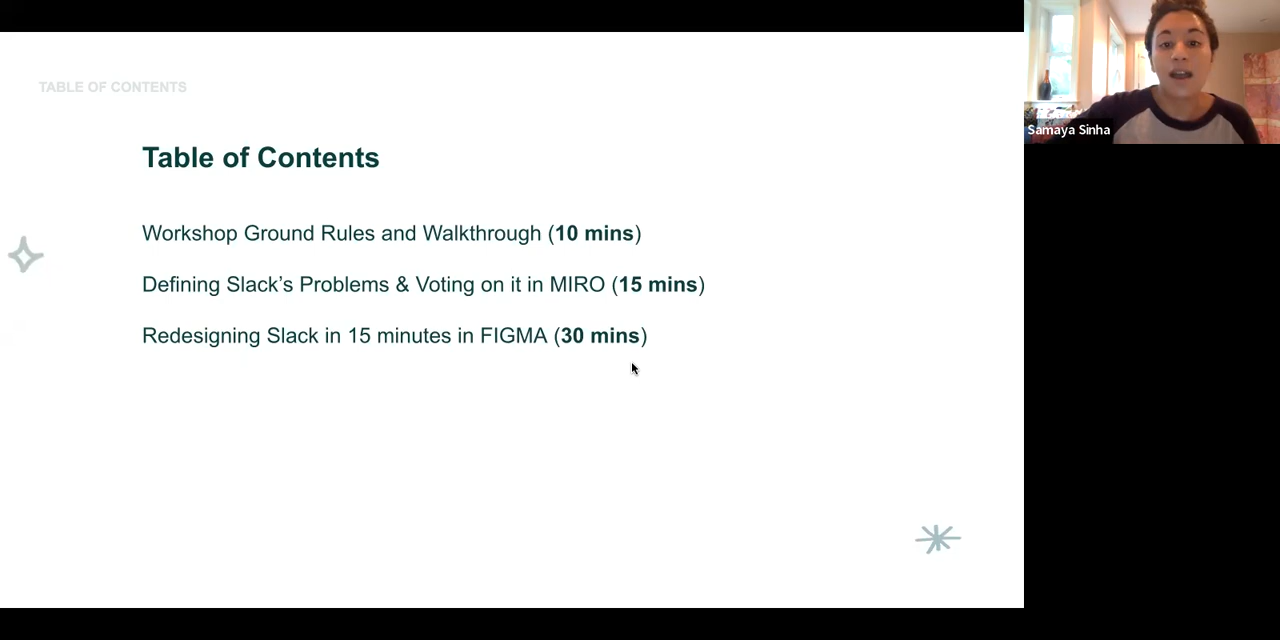 TABLE OF CONTENTS
Table of Contents
Workshop Ground Rules and Walkthrough (10 mins)
Defining Slack’s Problems & Voting on it in MIRO (15 mins)
Redesigning Slack in 15 minutes in FIGMA (30 mins)
Samaya Sinha